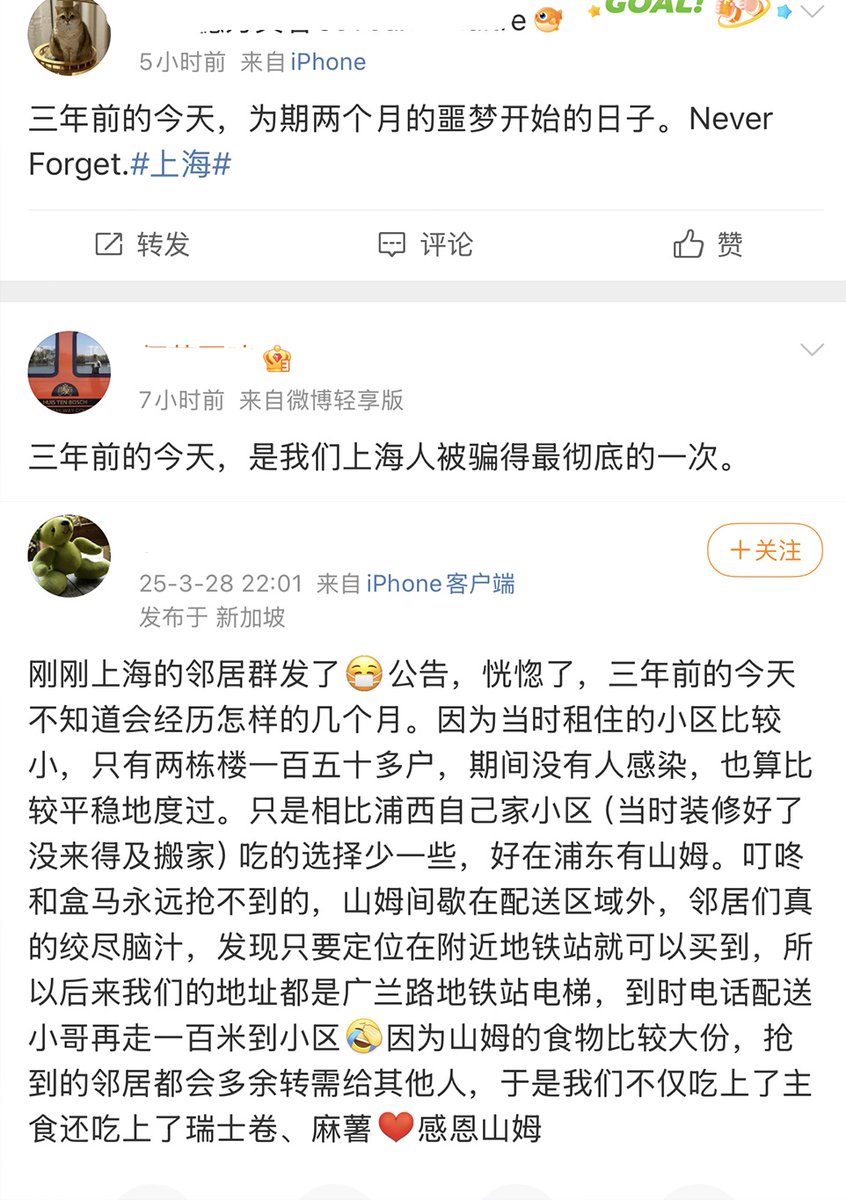 GOAL!
5小时前 来自iPhone
三年前的今天，为期两个月的噩梦开始的日子。Never
Forget.#上海#
转发 评论 赞
7小时前 来自微博轻享版
三年前的今天，是我们上海人被骗得最彻底的一次。
HUIS TEN BOSCH
+关注
25-3-28 22:01 来自iPhone客户端
发布于 新加坡
刚刚上海的邻居群发了😷公告，恍惚了，三年前的今天
不知道会经历怎样的几个月。因为当时租住的小区比较
小，只有两栋楼一百五十多户，期间没有人感染，也算比
较平稳地度过。只是相比浦西自己家小区（当时装修好了
没来得及搬家）吃的选择少一些，好在浦东有山姆。叮咚
和盒马永远抢不到的，山姆间歇在配送区域外，邻居们真
的绞尽脑汁，发现只要定位在附近地铁站就可以买到，所
以后来我们的地址都是广兰路地铁站电梯，到时电话配送
小哥再走一百米到小区🤣因为山姆的食物比较大份，抢
到的邻居都会多余转需给其他人，于是我们不仅吃上了主
食还吃上了瑞士卷、麻薯❤️感恩山姆